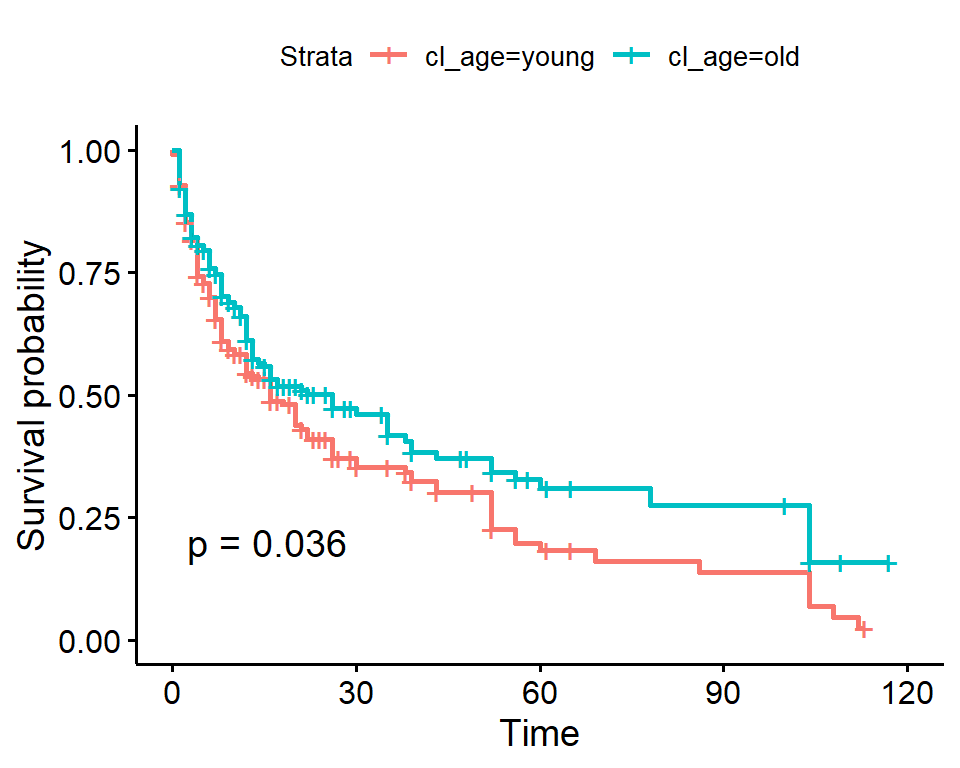 Strata cl_age=young cl_age=old
1.00
0.75
0.50
0.25
0.00
Survival probability
p = 0.036
0 30 60 90 120
Time